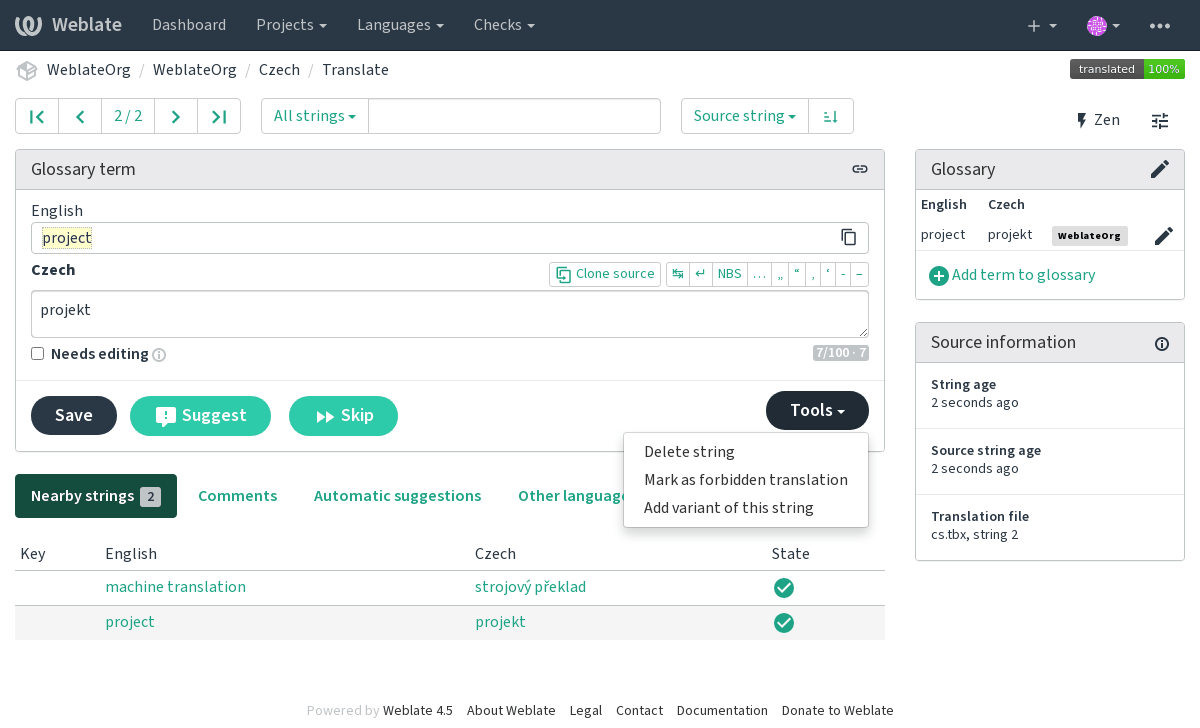 Weblate Dashboard Projects Languages Checks
WeblateOrg / WeblateOrg / Czech / Translate
translated 100%
2 / 2
All strings
Source string
Zen
Glossary term
English
project
Czech
Clone source
↹ ↵ NBS … „ “ ‚ ‘ - –
projekt
Needs editing
7/100 · 7
Save
Suggest
Skip
Tools
Delete string
Mark as forbidden translation
Add variant of this string
Nearby strings 2
Comments
Automatic suggestions
Other language
Key English Czech State
machine translation strojový překlad
project projekt
Glossary
English Czech
project projekt WeblateOrg
Add term to glossary
Source information
String age
2 seconds ago
Source string age
2 seconds ago
Translation file
cs.tbx, string 2
Powered by Weblate 4.5 About Weblate Legal Contact Documentation Donate to Weblate